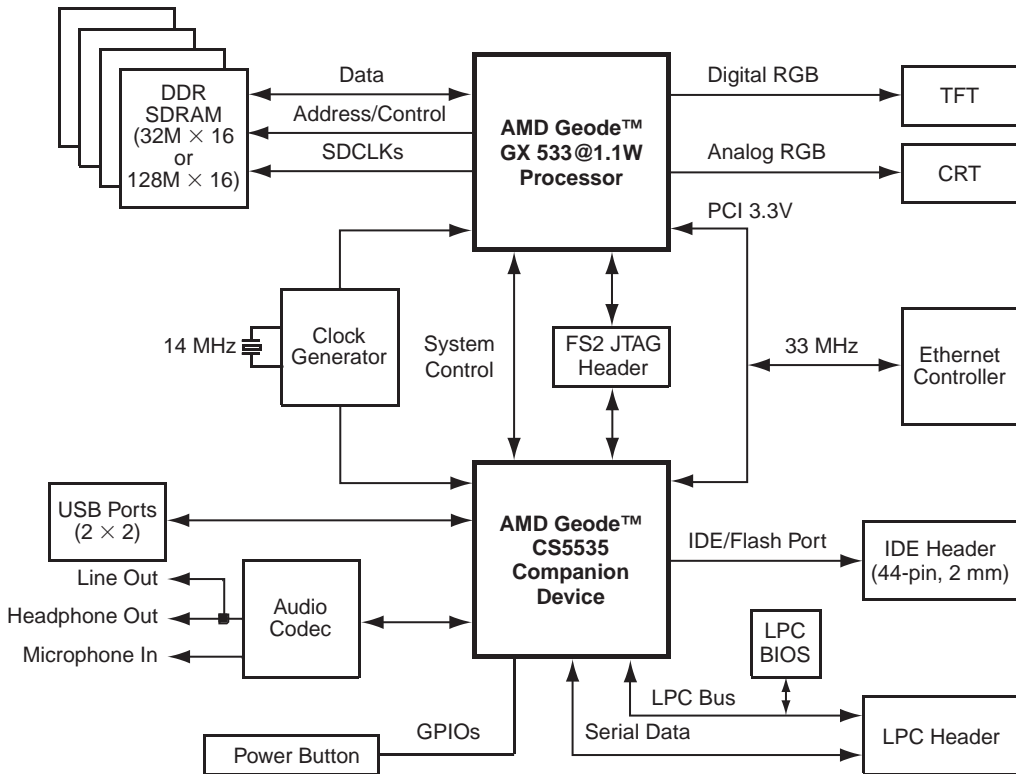 DDR
SDRAM
(32M × 16
or
128M × 16)
Data
Address/Control
SDCLKs
AMD Geode™
GX 533@1.1W
Processor
Digital RGB
Analog RGB
PCI 3.3V
TFT
CRT
14 MHz
Clock
Generator
System
Control
FS2 JTAG
Header
33 MHz
Ethernet
Controller
USB Ports
(2 × 2)
Line Out
Headphone Out
Microphone In
Audio
Codec
AMD Geode™
CS5535
Companion
Device
IDE/Flash Port
IDE Header
(44-pin, 2 mm)
LPC
BIOS
LPC Bus
Serial Data
LPC Header
GPIOs
Power Button